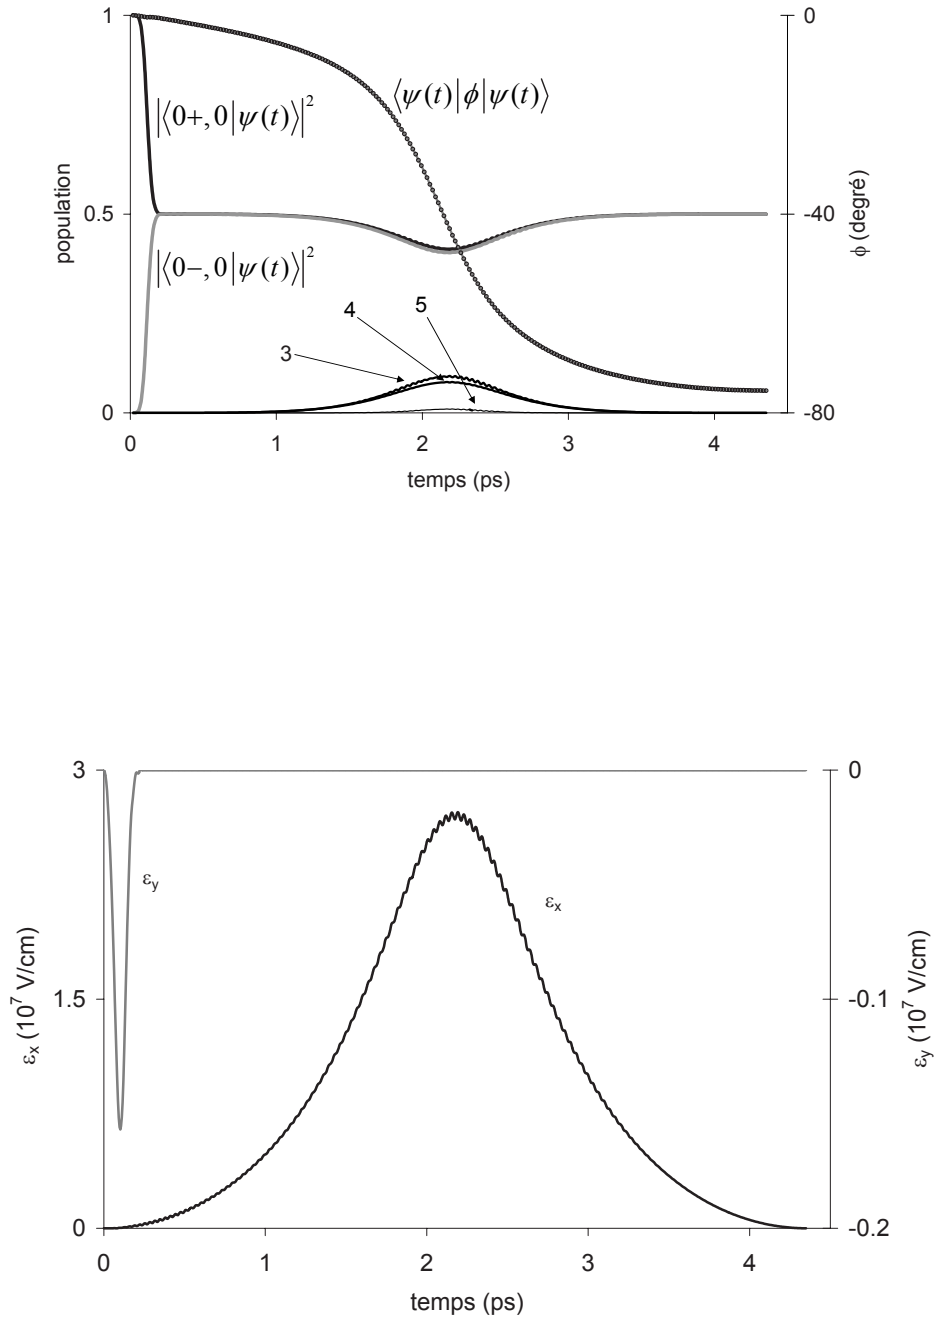 1
0
|⟨0+,0|ψ(t)⟩|²
⟨ψ(t)|ϕ|ψ(t)⟩
population
0.5
-40
ϕ (degré)
|⟨0−,0|ψ(t)⟩|²
3
4
5
0
-80
0 1 2 3 4
temps (ps)
3
0
εy
εx
εx (10⁷ V/cm)
1.5
-0.1
εy (10⁷ V/cm)
0
-0.2
0 1 2 3 4
temps (ps)